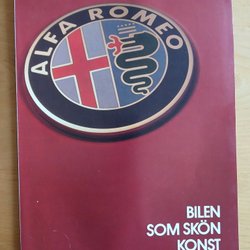 ALFA ROMEO
BILEN
SOM SKÖN
KONST